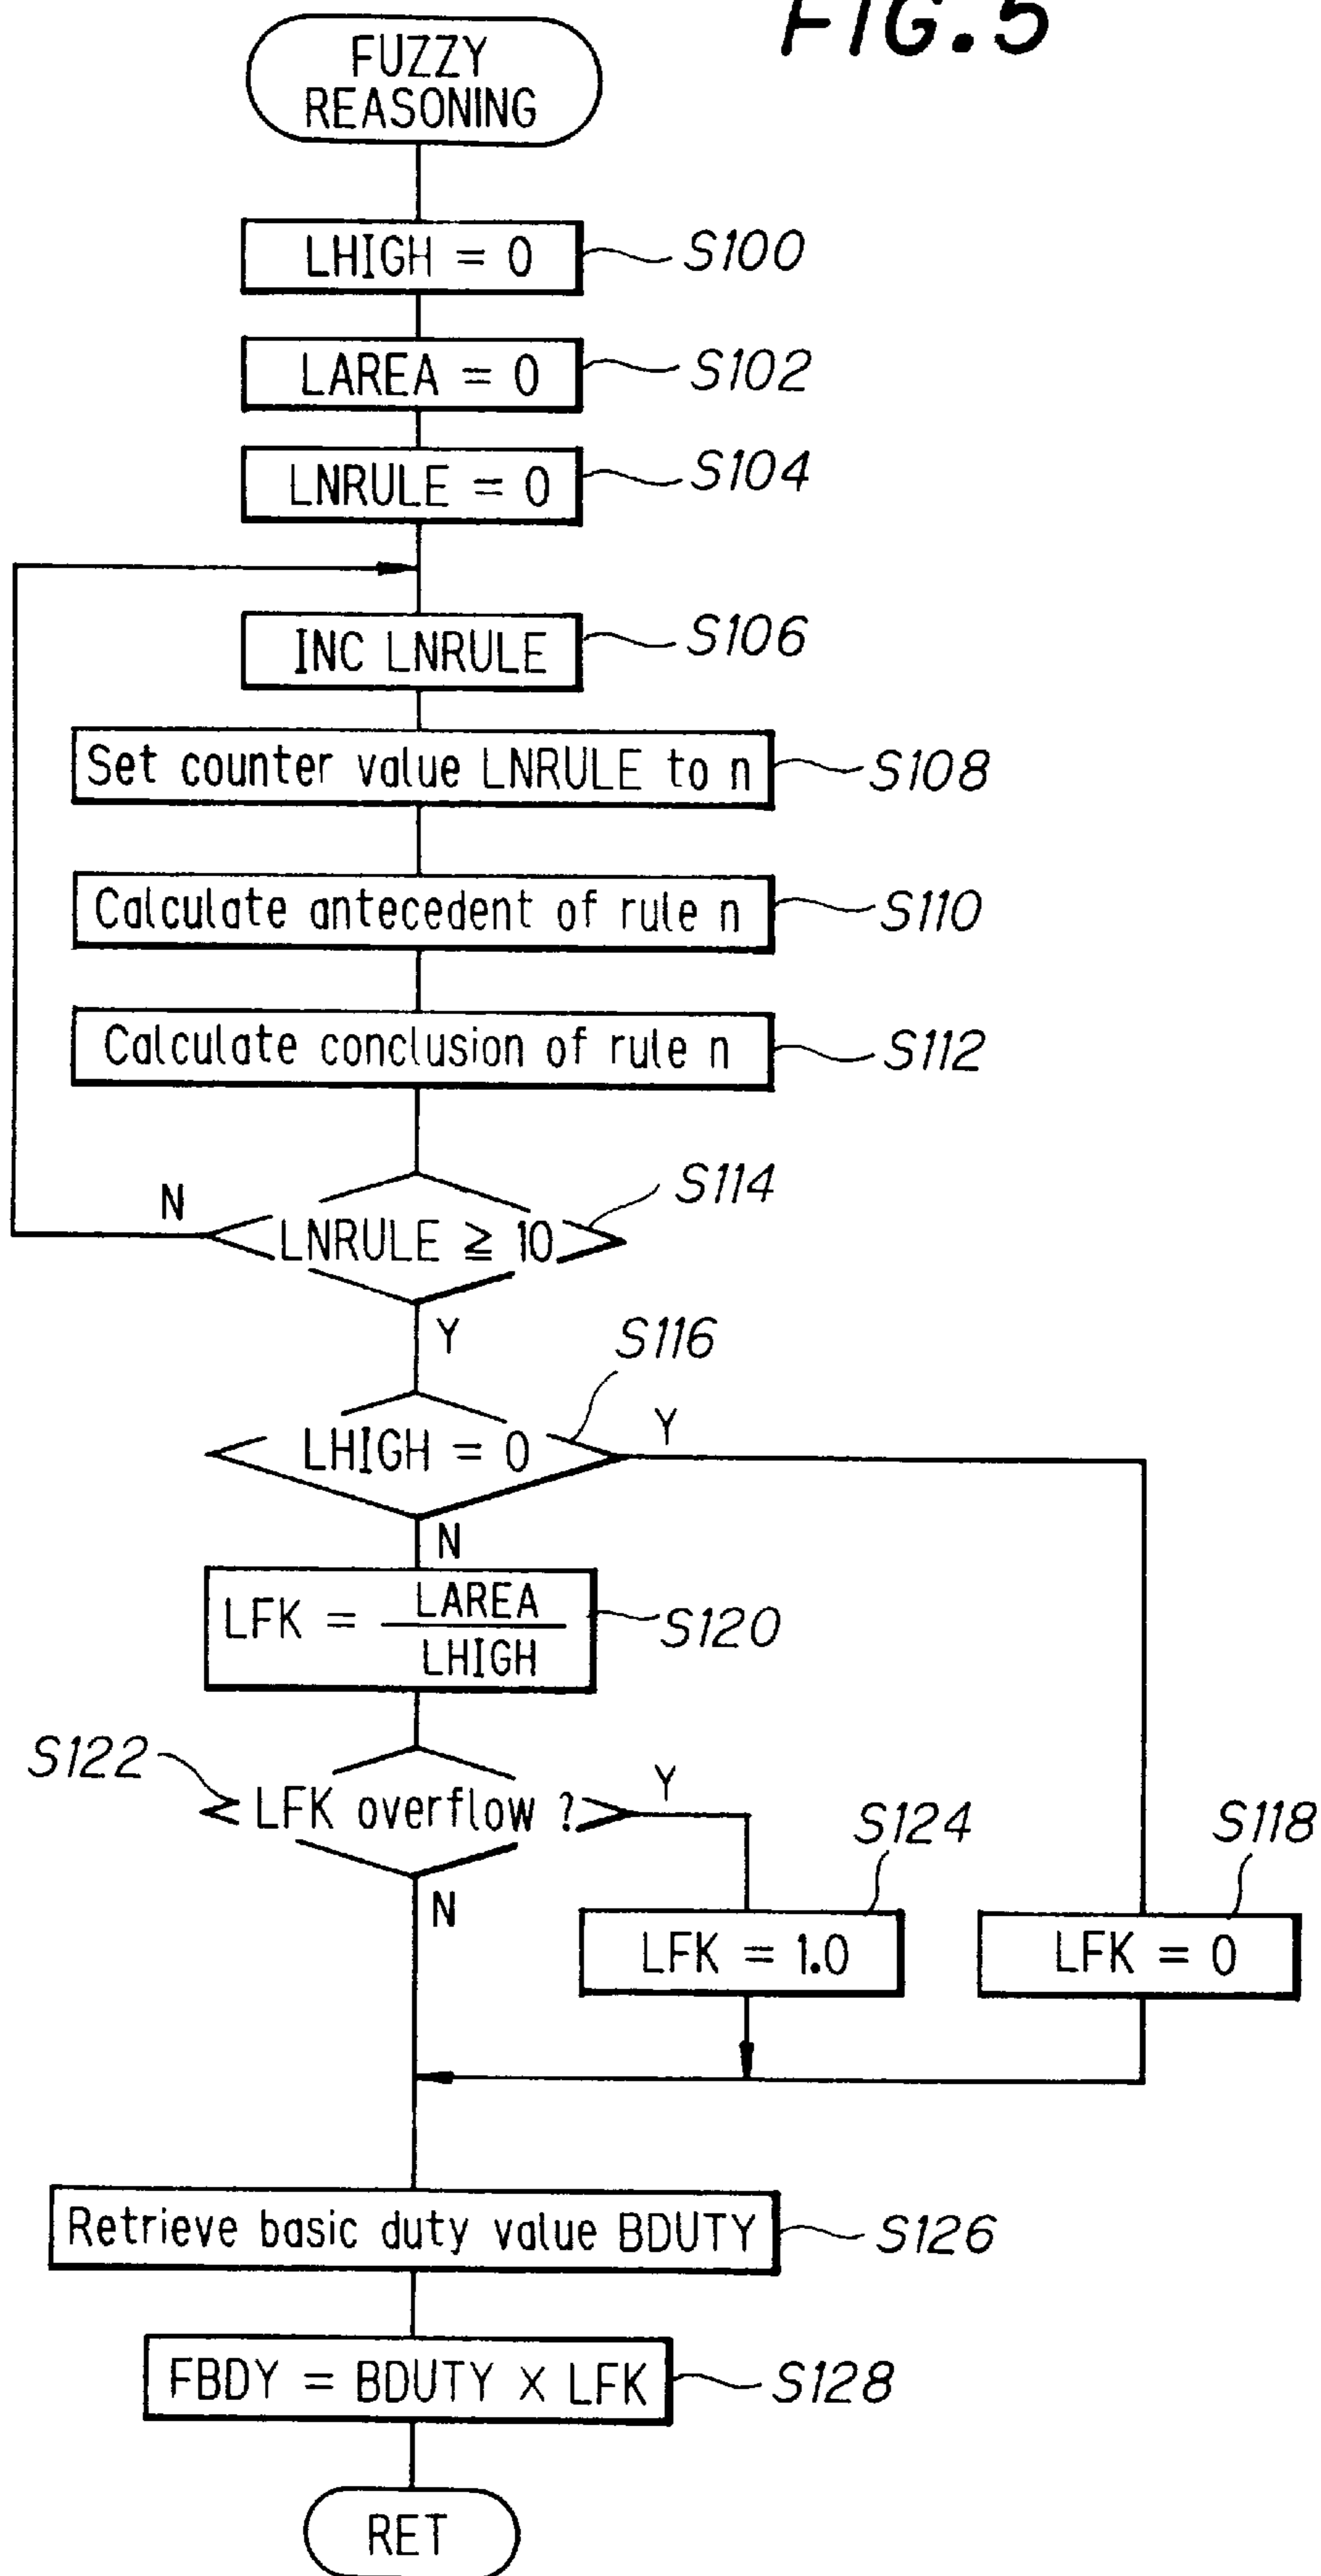 FIG.5
FUZZY
REASONING
LHIGH = 0
S100
LAREA = 0
S102
LNRULE = 0
S104
INC LNRULE
S106
Set counter value LNRULE to n
S108
Calculate antecedent of rule n
S110
Calculate conclusion of rule n
S112
S114
N
LNRULE ≧ 10
Y
S116
LHIGH = 0
Y
N
LFK = LAREA
LHIGH
S120
S122
LFK overflow ?
Y
N
S124
S118
LFK = 1.0
LFK = 0
Retrieve basic duty value BDUTY
S126
FBDY = BDUTY X LFK
S128
RET